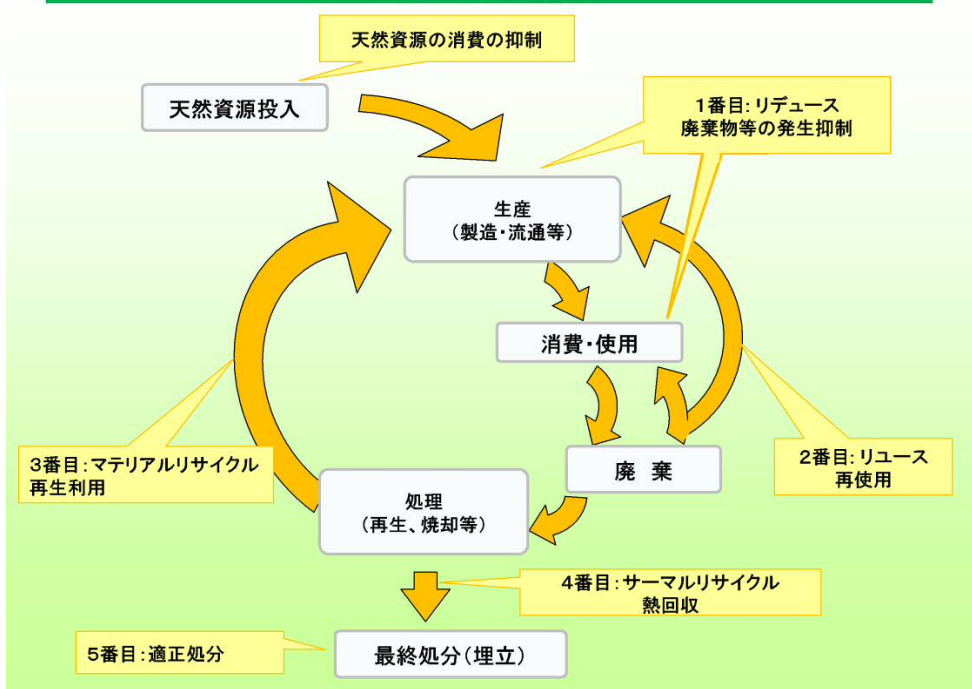 天然資源の消費の抑制
天然資源投入
1番目：リデュース
廃棄物等の発生抑制
生産
（製造・流通等）
消費・使用
3番目：マテリアルリサイクル
再生利用
廃　棄
2番目：リユース
再使用
処理
（再生、焼却等）
4番目：サーマルリサイクル
熱回収
5番目：適正処分
最終処分（埋立）